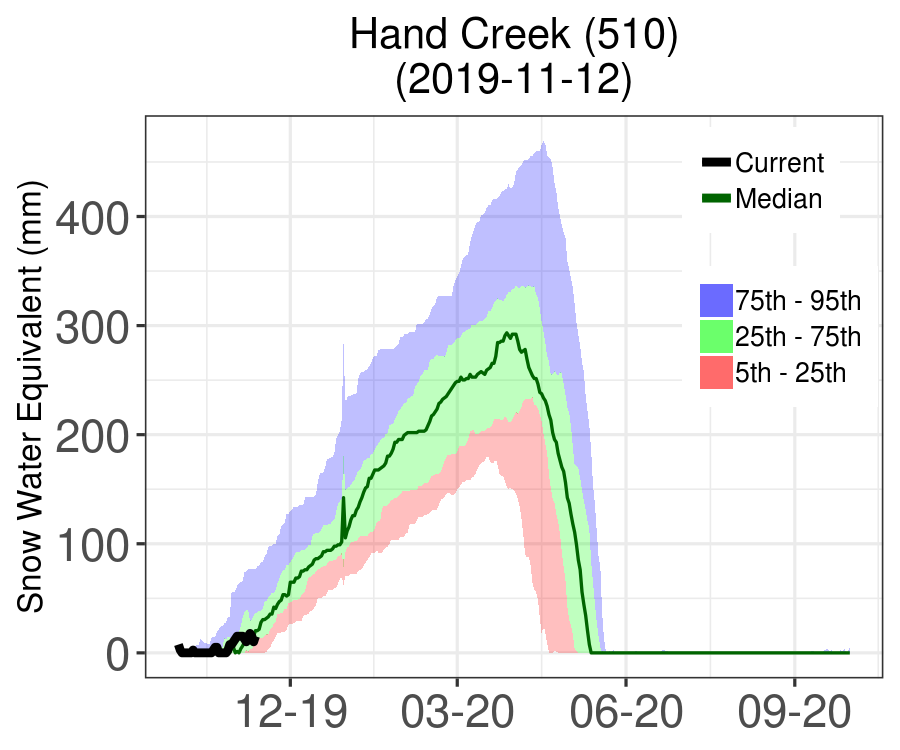 Hand Creek (510)
(2019-11-12)
Snow Water Equivalent (mm)
400
300
200
100
0
12-19
03-20
06-20
09-20
Current
Median
75th - 95th
25th - 75th
5th - 25th